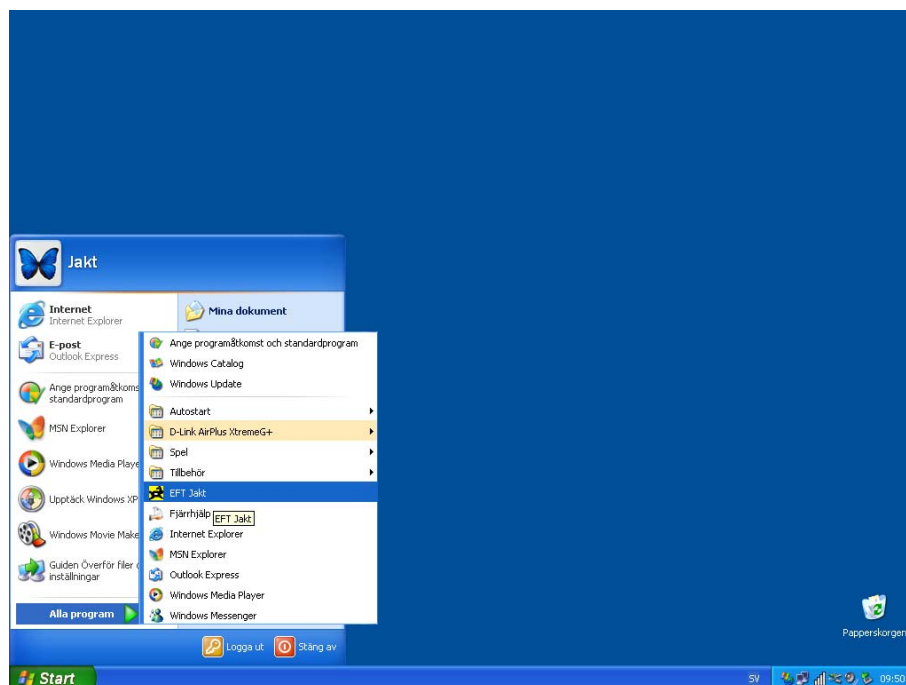 Jakt
Internet
Internet Explorer
E-post
Outlook Express
Ange programåtkoms
standardprogram
MSN Explorer
Windows Media Playe
Upptäck Windows XP
Windows Movie Make
Guiden Överför filer
inställningar
Alla program
Mina dokument
Ange programåtkomst och standardprogram
Windows Catalog
Windows Update
Autostart
D-Link AirPlus XtremeG+
Spel
Tillbehör
EFT Jakt
Fjärrhjälp
EFT Jakt
Internet Explorer
MSN Explorer
Outlook Express
Windows Media Player
Windows Messenger
Logga ut
Stäng av
Papperskorgen
Start
SV
09:50